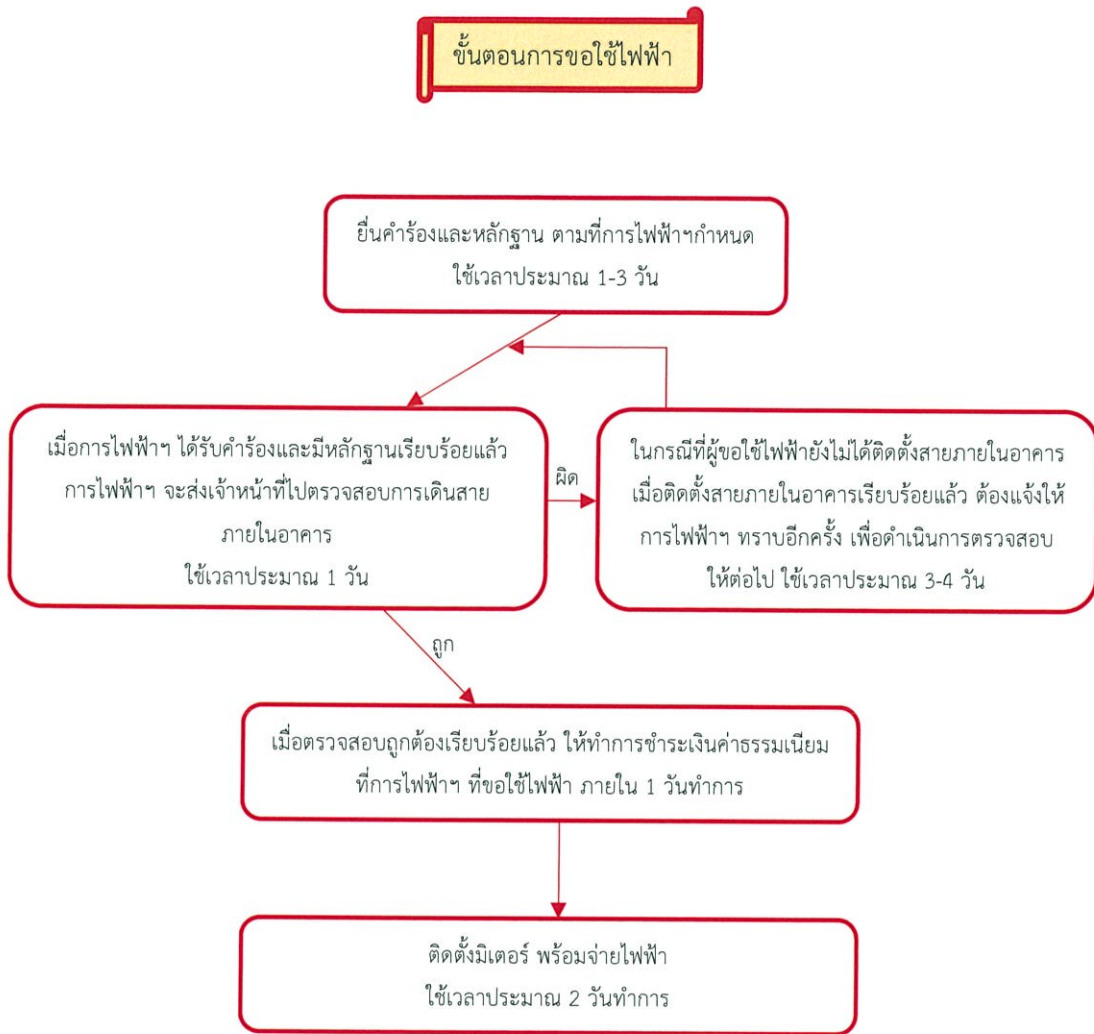 ขั้นตอนการขอใช้ไฟฟ้า
ยื่นคำร้องและหลักฐาน ตามที่การไฟฟ้าฯกำหนด
ใช้เวลาประมาณ 1-3 วัน
เมื่อการไฟฟ้าฯ ได้รับคำร้องและมีหลักฐานเรียบร้อยแล้ว
การไฟฟ้าฯ จะส่งเจ้าหน้าที่ไปตรวจสอบการเดินสาย
ภายในอาคาร
ใช้เวลาประมาณ 1 วัน
ผิด
ในกรณีที่ผู้ขอใช้ไฟฟ้ายังไม่ได้ติดตั้งสายภายในอาคาร
เมื่อติดตั้งสายภายในอาคารเรียบร้อยแล้ว ต้องแจ้งให้
การไฟฟ้าฯ ทราบอีกครั้ง เพื่อดำเนินการตรวจสอบ
ให้ต่อไป ใช้เวลาประมาณ 3-4 วัน
ถูก
เมื่อตรวจสอบถูกต้องเรียบร้อยแล้ว ให้ทำการชำระเงินค่าธรรมเนียม
ที่การไฟฟ้าฯ ที่ขอใช้ไฟฟ้า ภายใน 1 วันทำการ
ติดตั้งมิเตอร์ พร้อมจ่ายไฟฟ้า
ใช้เวลาประมาณ 2 วันทำการ